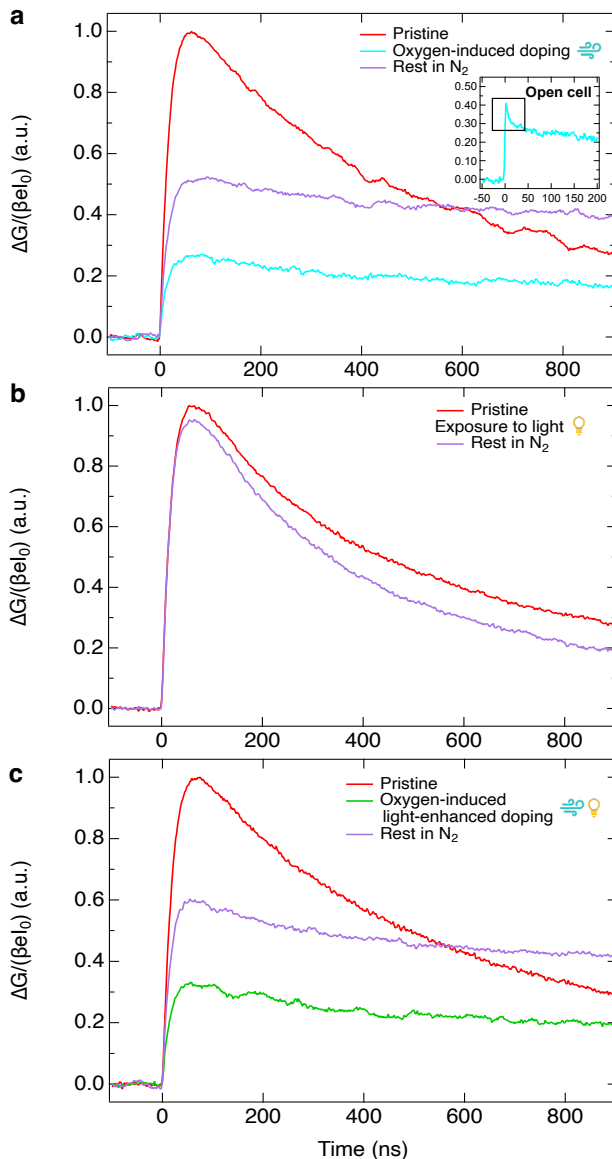 a
Pristine
Oxygen-induced doping
Rest in N₂
Open cell
0.50
0.40
0.30
0.20
0.10
0.00
-50 0 50 100 150 200
1.0
0.8
0.6
0.4
0.2
0.0
ΔG/(βeI₀) (a.u.)
0 200 400 600 800
b
Pristine
Exposure to light
Rest in N₂
1.0
0.8
0.6
0.4
0.2
0.0
ΔG/(βeI₀) (a.u.)
0 200 400 600 800
c
Pristine
Oxygen-induced
light-enhanced doping
Rest in N₂
1.0
0.8
0.6
0.4
0.2
0.0
ΔG/(βeI₀) (a.u.)
0 200 400 600 800
Time (ns)